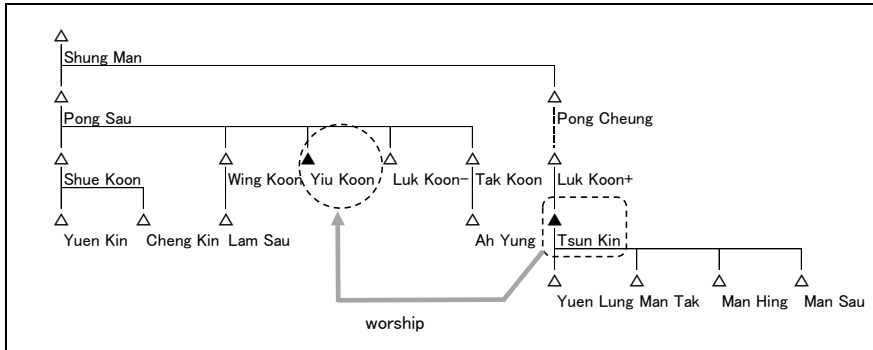 Shung Man
Pong Sau Pong Cheung
Shue Koon Wing Koon Yiu Koon Luk Koon- Tak Koon Luk Koon+
Yuen Kin Cheng Kin Lam Sau Ah Yung Tsun Kin
Yuen Lung Man Tak Man Hing Man Sau
worship